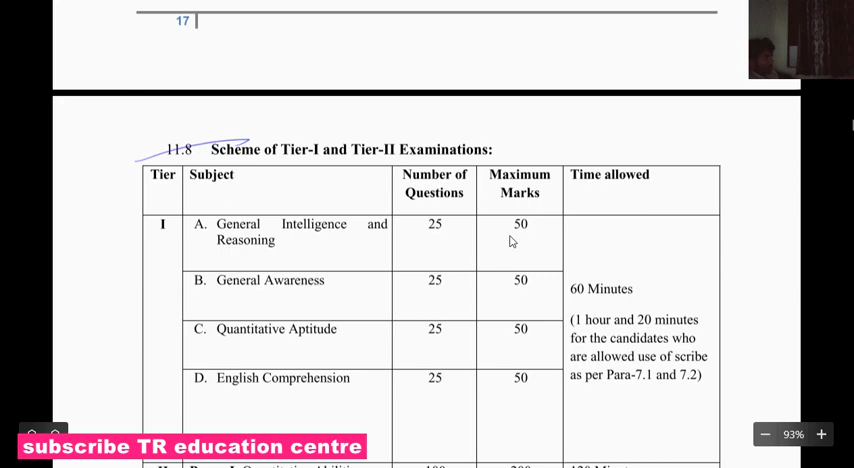 17
11.8 Scheme of Tier-I and Tier-II Examinations:
Tier Subject Number of Questions Maximum Marks Time allowed
I A. General Intelligence and Reasoning 25 50
B. General Awareness 25 50
60 Minutes
(1 hour and 20 minutes
for the candidates who
are allowed use of scribe
as per Para-7.1 and 7.2)
C. Quantitative Aptitude 25 50
D. English Comprehension 25 50
93%
subscribe TR education centre